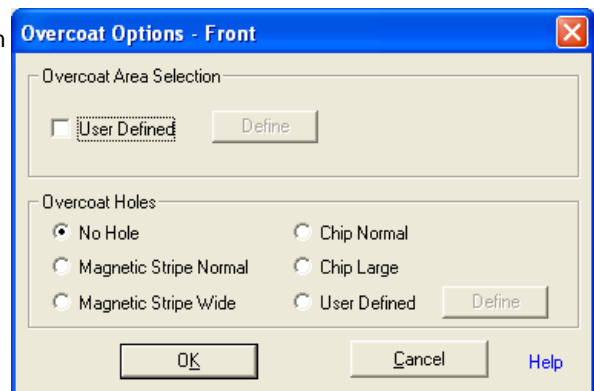 n
Overcoat Options - Front
Overcoat Area Selection
User Defined Define
Overcoat Holes
No Hole Chip Normal
Magnetic Stripe Normal Chip Large
Magnetic Stripe Wide User Defined Define
OK Cancel Help